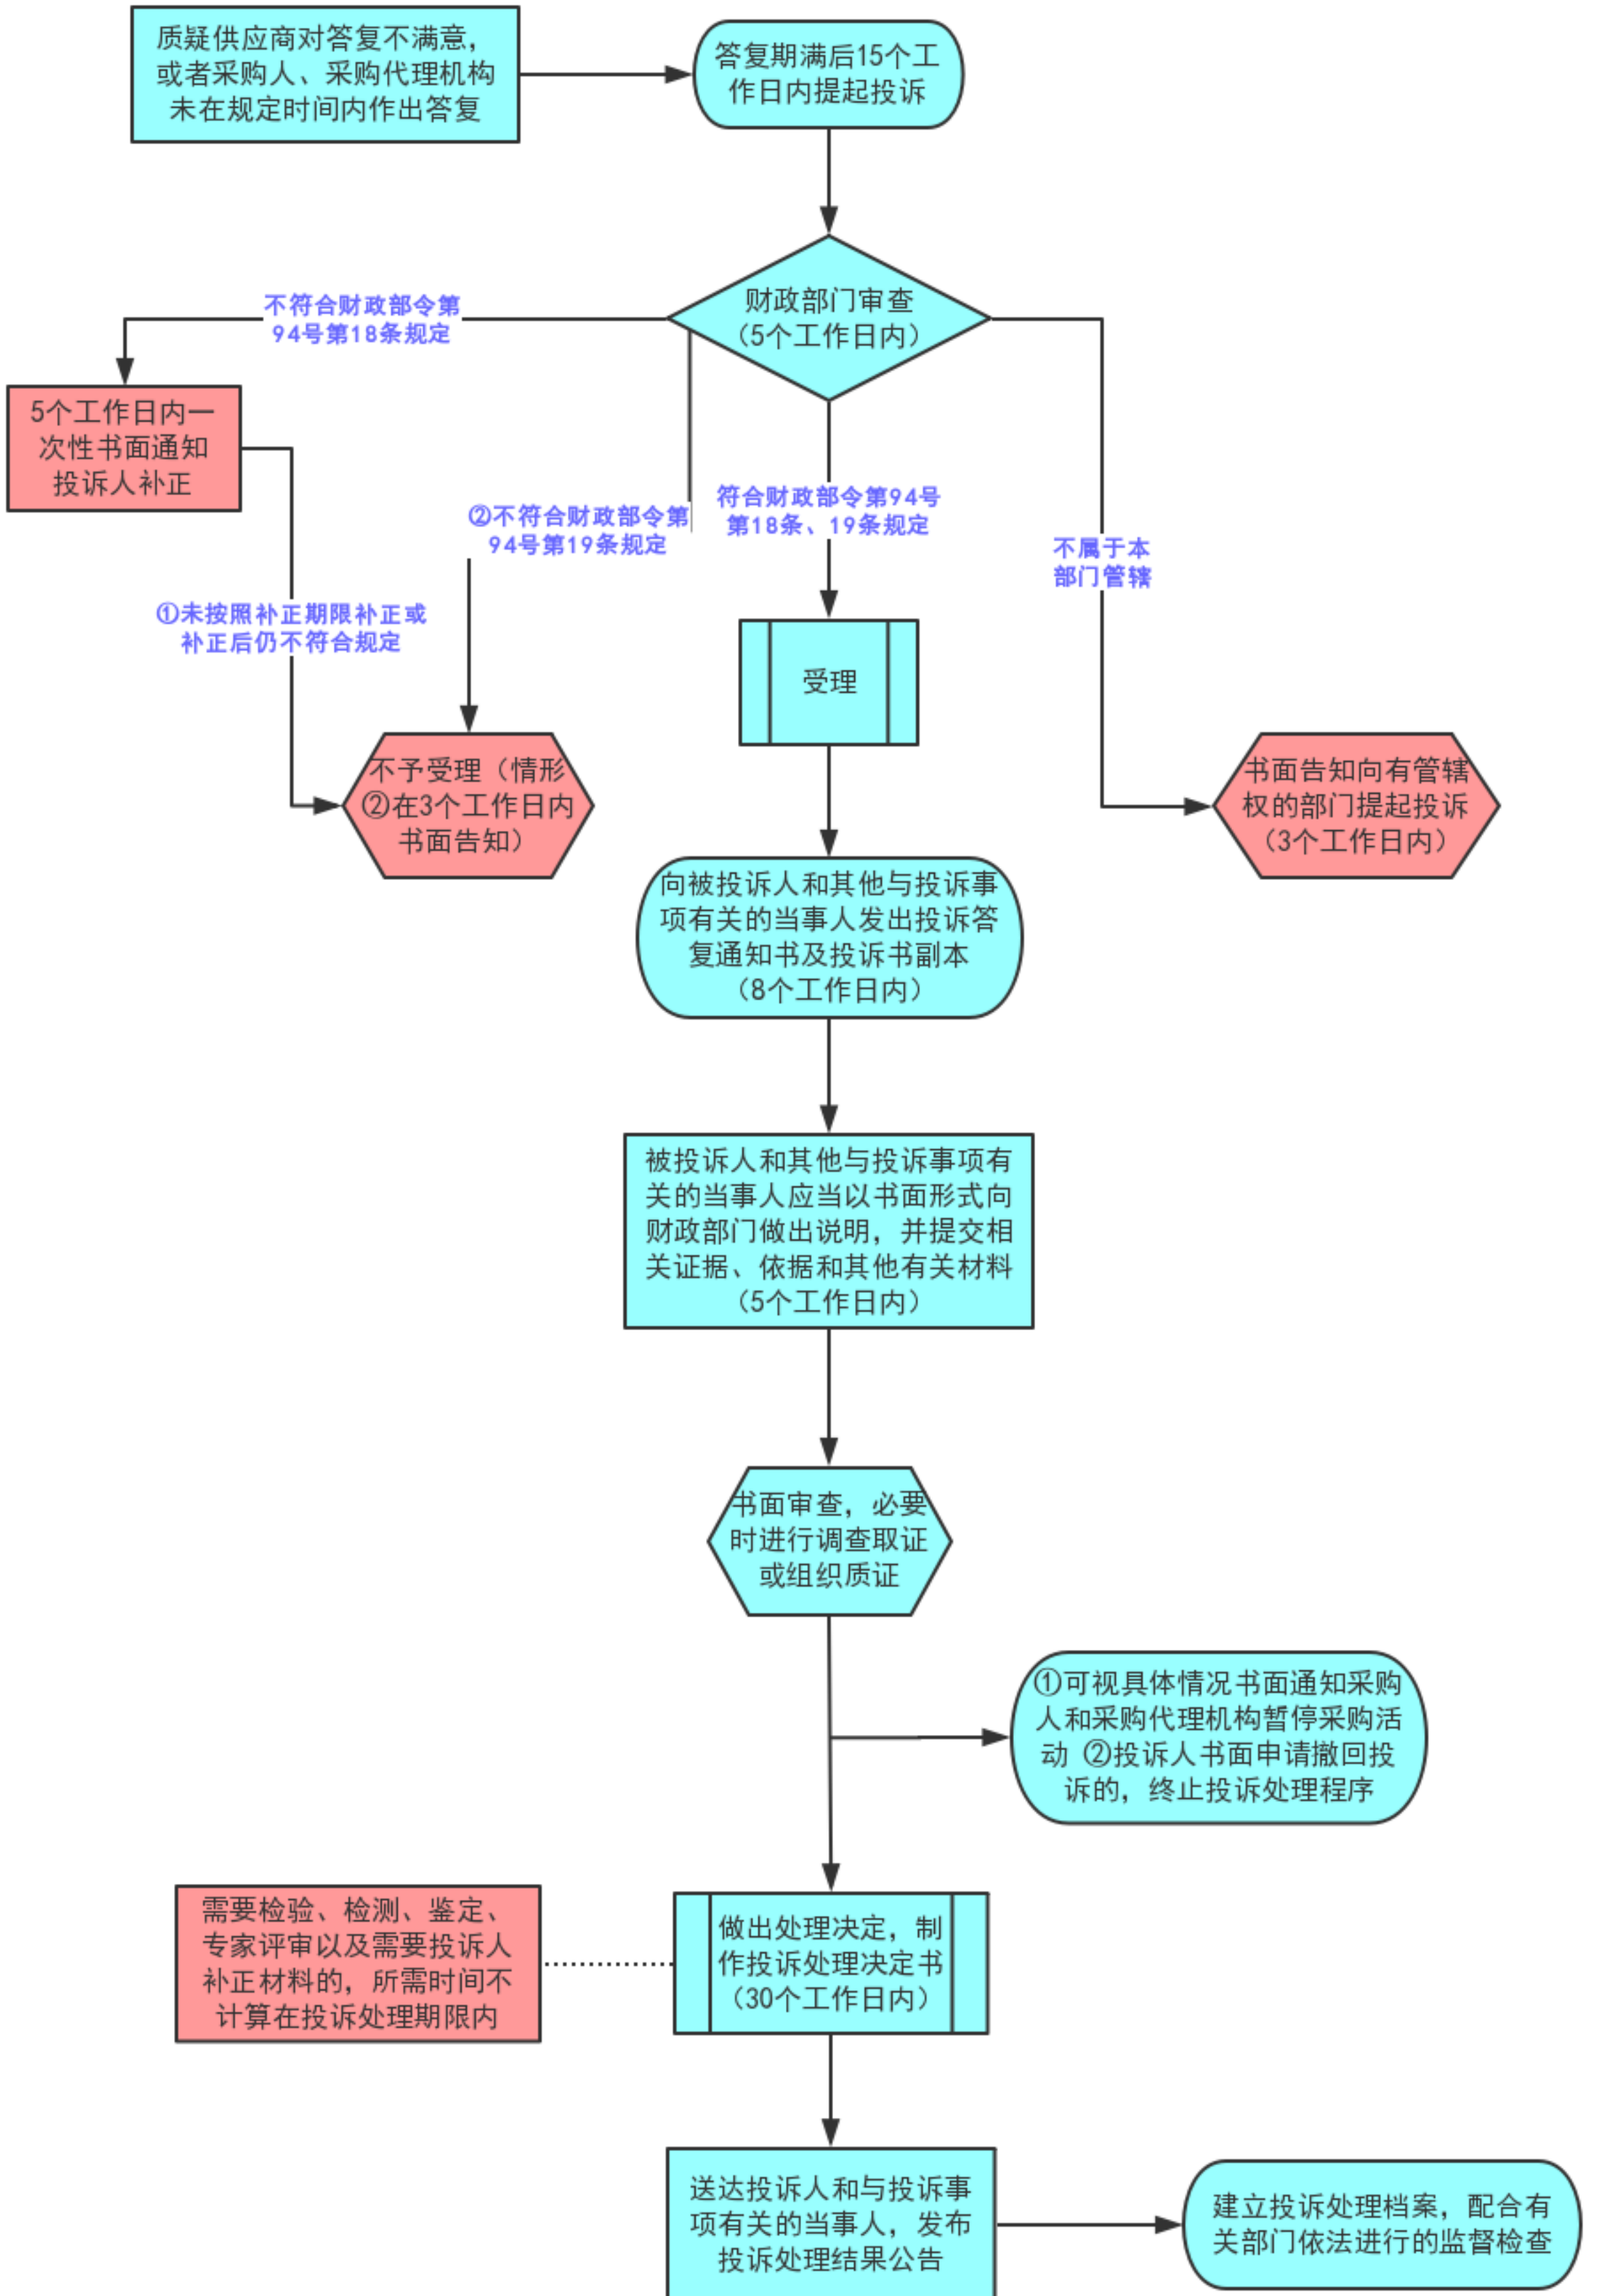 质疑供应商对答复不满意，
或者采购人、采购代理机构
未在规定时间内作出答复
答复期满后15个工
作日内提起投诉
财政部门审查
（5个工作日内）
不符合财政部令第
94号第18条规定
5个工作日内一
次性书面通知
投诉人补正
②不符合财政部令第
94号第19条规定
符合财政部令第94号
第18条、19条规定
不属于本
部门管辖
①未按照补正期限补正或
补正后仍不符合规定
受理
不予受理（情形
②在3个工作日内
书面告知）
书面告知向有管辖
权的部门提起投诉
（3个工作日内）
向被投诉人和其他与投诉事
项有关的当事人发出投诉答
复通知书及投诉书副本
（8个工作日内）
被投诉人和其他与投诉事项有
关的当事人应当以书面形式向
财政部门做出说明，并提交相
关证据、依据和其他有关材料
（5个工作日内）
书面审查，必要
时进行调查取证
或组织质证
①可视具体情况书面通知采购
人和采购代理机构暂停采购活
动 ②投诉人书面申请撤回投
诉的，终止投诉处理程序
需要检验、检测、鉴定、
专家评审以及需要投诉人
补正材料的，所需时间不
计算在投诉处理期限内
做出处理决定，制
作投诉处理决定书
（30个工作日内）
送达投诉人和与投诉事
项有关的当事人，发布
投诉处理结果公告
建立投诉处理档案，配合有
关部门依法进行的监督检查